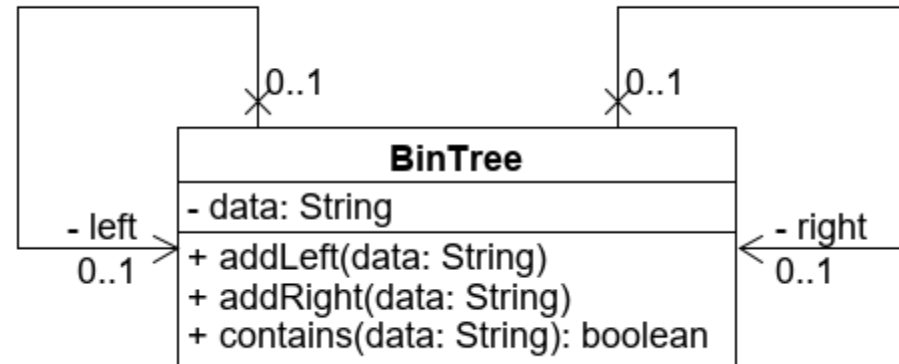 0..1
0..1
BinTree
- data: String
- left
0..1
- right
0..1
+ addLeft(data: String)
+ addRight(data: String)
+ contains(data: String): boolean